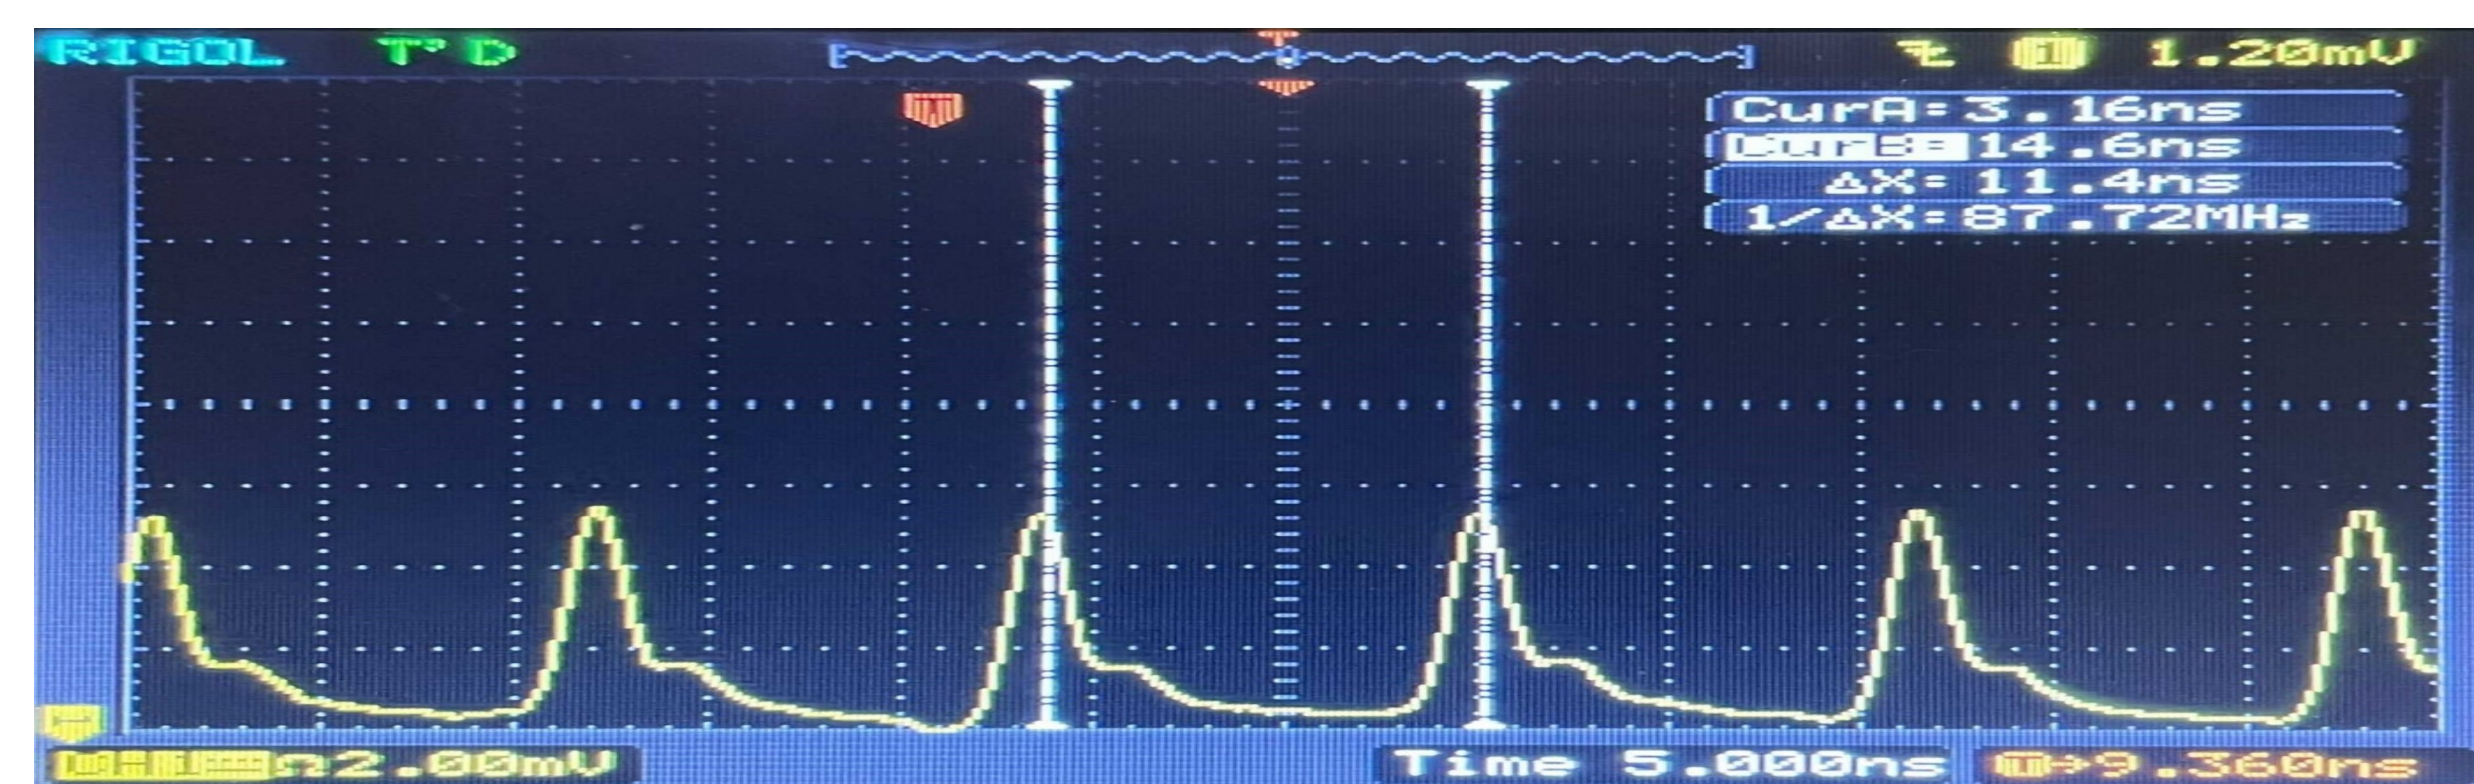 RIGOL T'D 1.20mV
CurA=3.16ns
CurB=14.6ns
ΔX=11.4ns
1/ΔX=87.72MHz
2.00mV Time 5.000ns 9.360ns